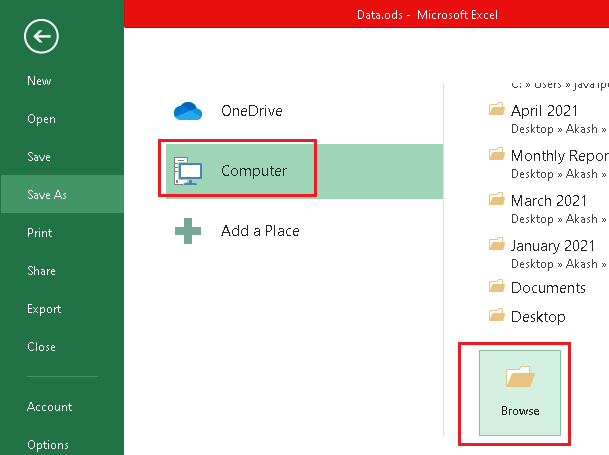 Data.ods - Microsoft Excel
New
Open
Save
Save As
Print
Share
Export
Close
Account
Options
OneDrive
Computer
Add a Place
C: » Users » javatp
April 2021
Desktop » Akash »
Monthly Repor
Desktop » Akash »
March 2021
Desktop » Akash »
January 2021
Desktop » Akash »
Documents
Desktop
Browse